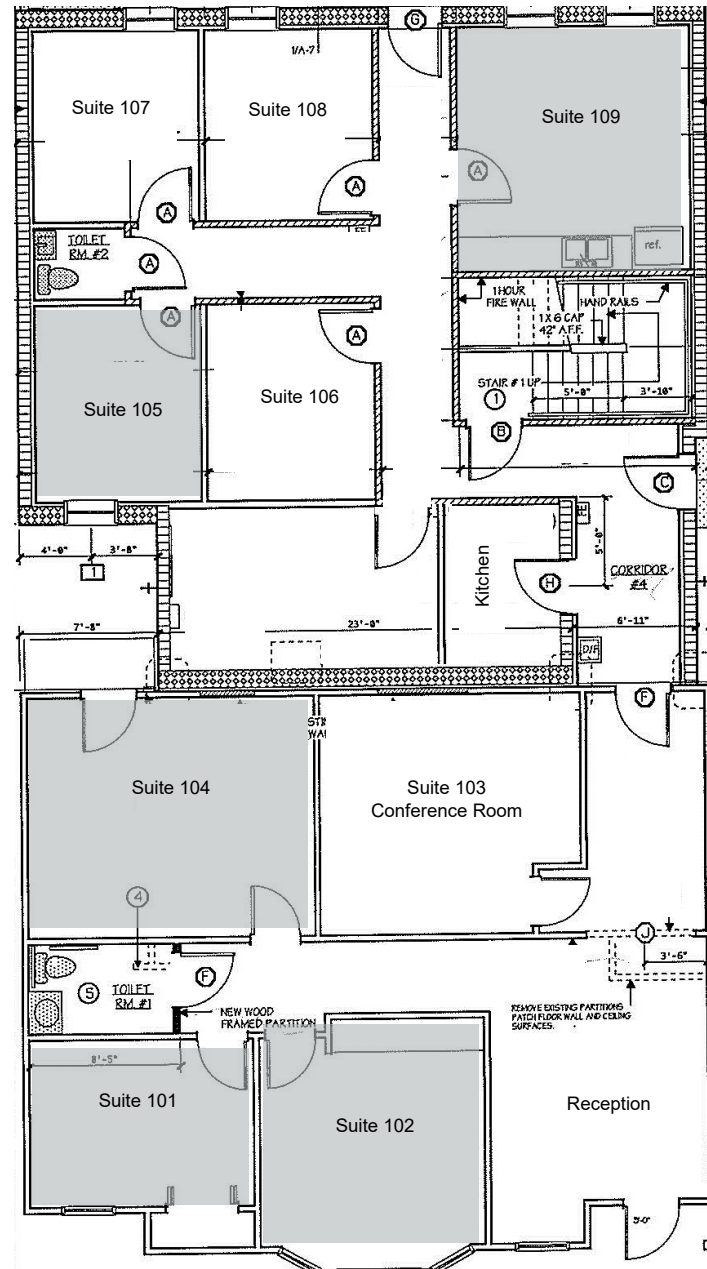 G
1/A-7
Suite 107
Suite 108
Suite 109
A
A
A
TOILET
RM. #2
A
ref.
1 HOUR
FIRE WALL
HAND RAILS
1 X 6 CAP
42" A.F.F.
A
A
Suite 105
Suite 106
STAIR # 1 UP
1
5'-0"
3'-10"
B
C
4'-0"
3'-8"
1
FE
5'-0"
Kitchen
H
CORRIDOR
#4
7'-8"
23'-0"
6'-11"
D/F
F
Suite 104
Suite 103
Conference Room
4
J
3'-6"
5
TOILET
RM. #1
F
NEW WOOD
FRAMED PARTITION
REMOVE EXISTING PARTITIONS
PATCH FLOOR WALL AND CEILING
SURFACES.
8'-5"
Suite 101
Suite 102
Reception